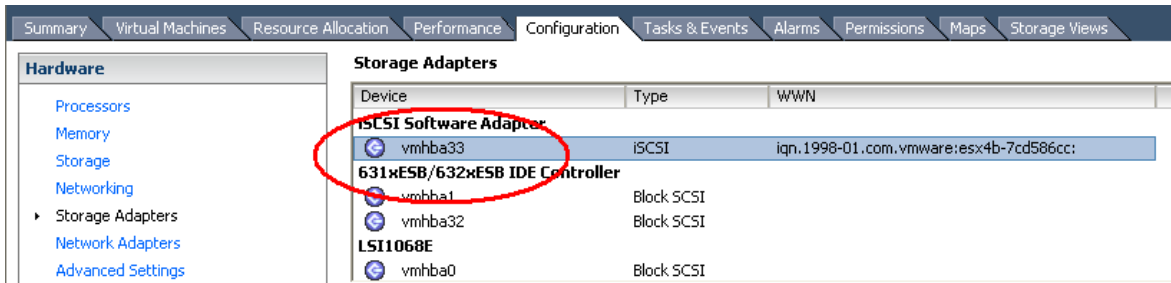 Summary Virtual Machines Resource Allocation Performance Configuration Tasks & Events Alarms Permissions Maps Storage Views
Hardware
Processors
Memory
Storage
Networking
Storage Adapters
Network Adapters
Advanced Settings
Storage Adapters
Device Type WWN
iSCSI Software Adapter
vmhba33 iSCSI iqn.1998-01.com.vmware:esx4b-7cd586cc:
631xESB/632xESB IDE Controller
vmhba1 Block SCSI
vmhba32 Block SCSI
LSI1068E
vmhba0 Block SCSI